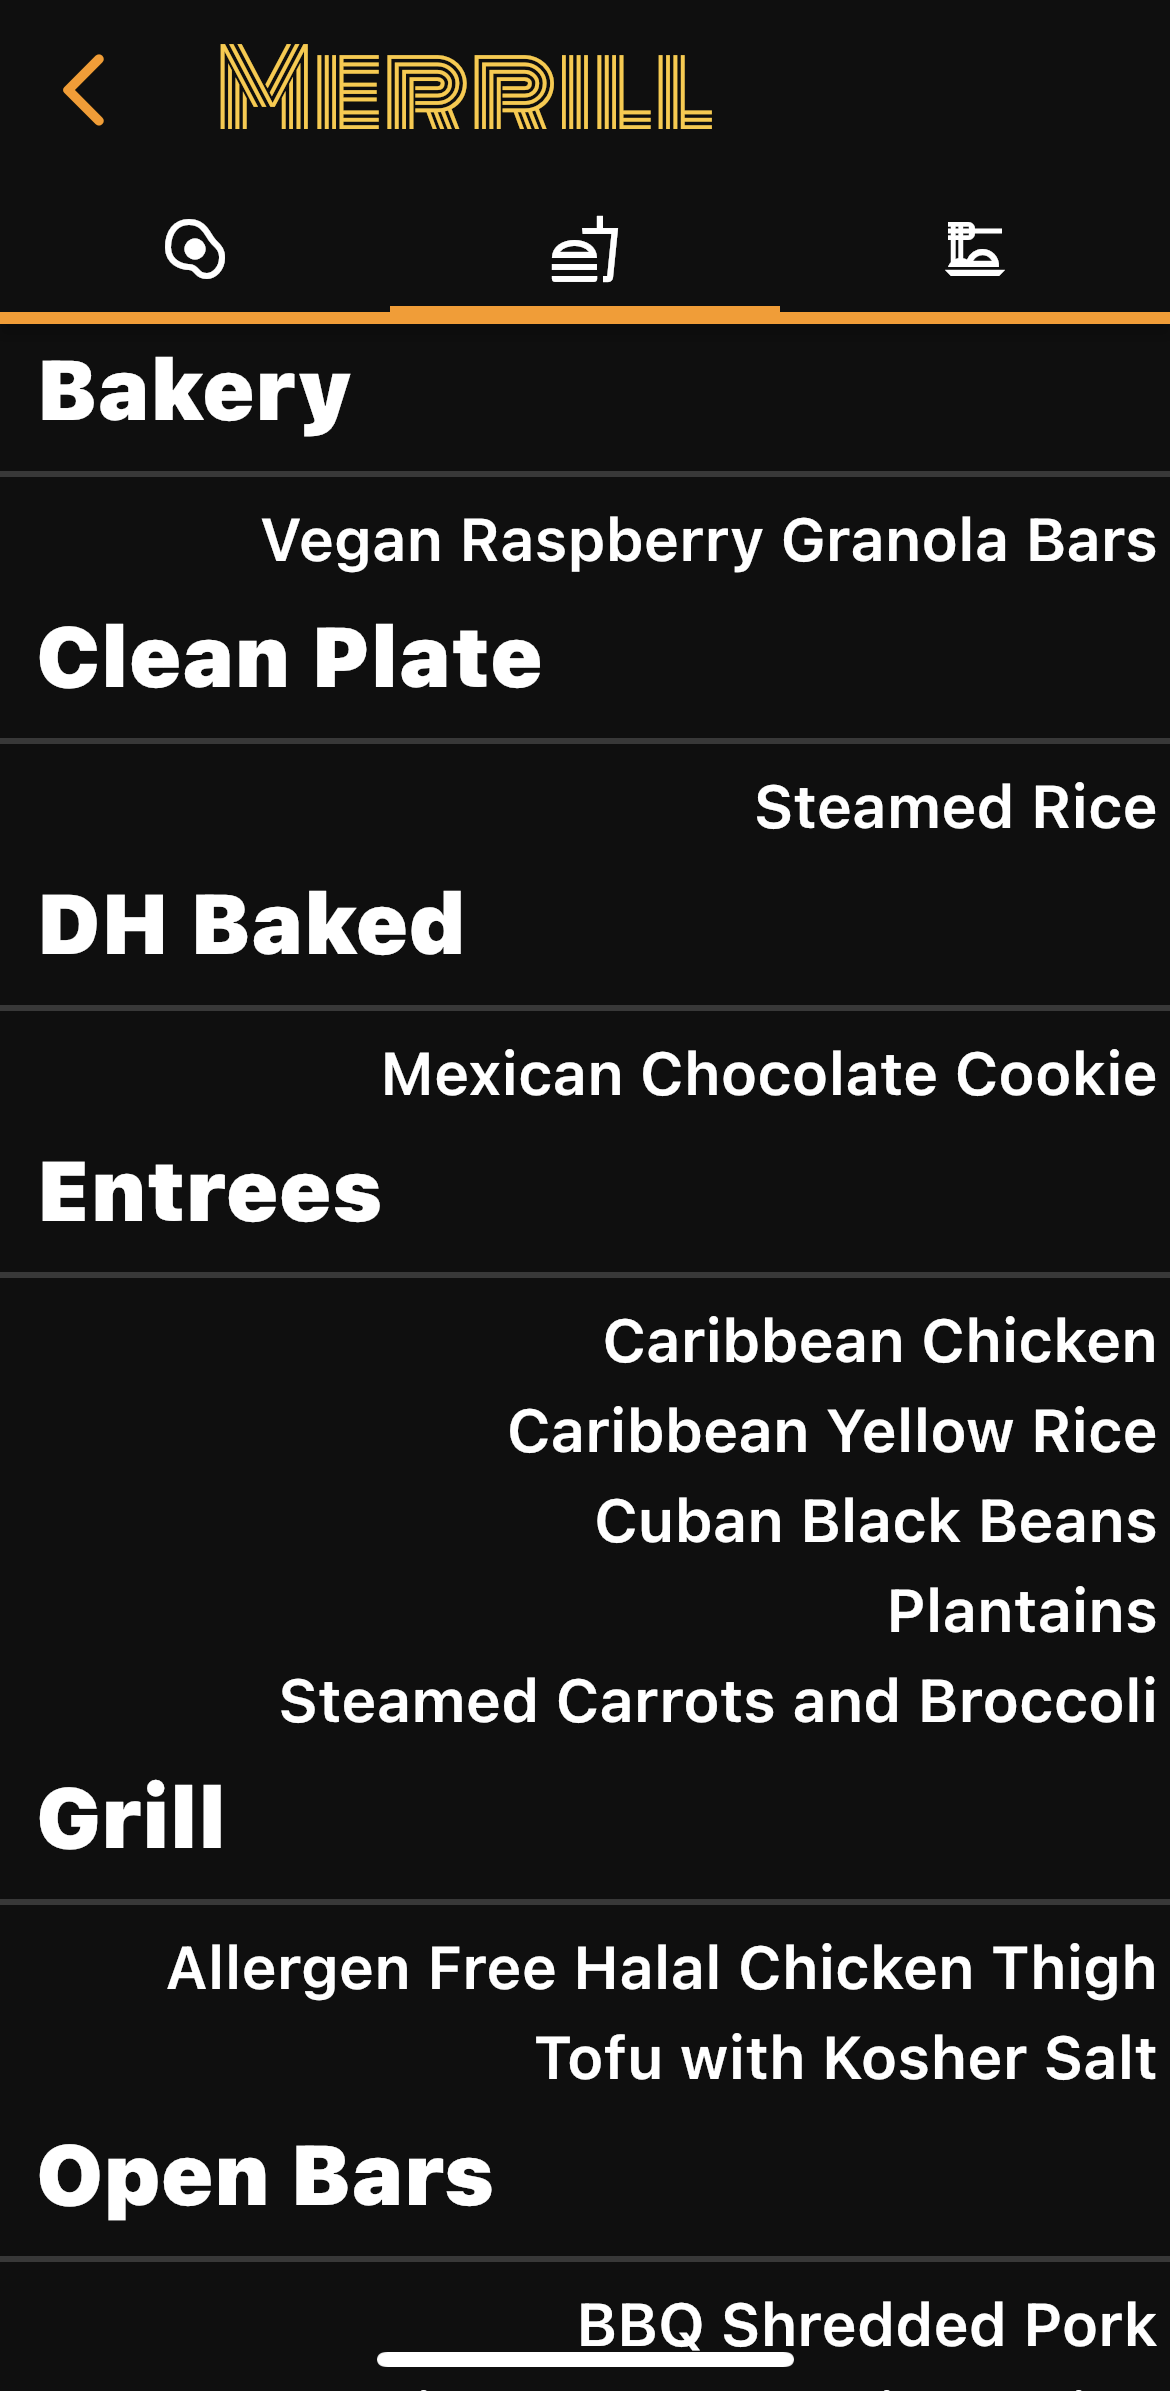 MERRILL
Bakery
Vegan Raspberry Granola Bars
Clean Plate
Steamed Rice
DH Baked
Mexican Chocolate Cookie
Entrees
Caribbean Chicken
Caribbean Yellow Rice
Cuban Black Beans
Plantains
Steamed Carrots and Broccoli
Grill
Allergen Free Halal Chicken Thigh
Tofu with Kosher Salt
Open Bars
BBQ Shredded Pork